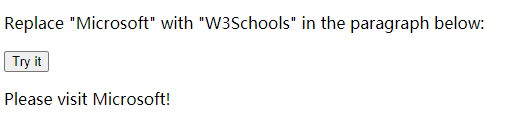 Replace "Microsoft" with "W3Schools" in the paragraph below:
Try it
Please visit Microsoft!